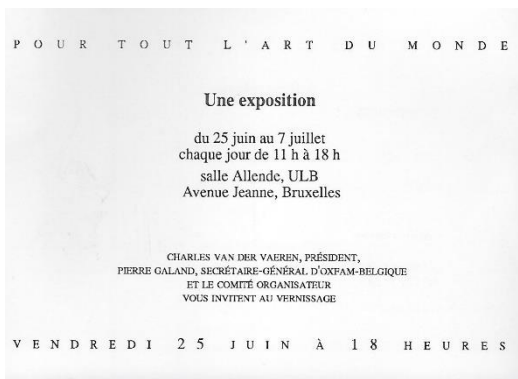 POUR TOUT L'ART DU MONDE
Une exposition
du 25 juin au 7 juillet
chaque jour de 11 h à 18 h
salle Allende, ULB
Avenue Jeanne, Bruxelles
CHARLES VAN DER VAEREN, PRÉSIDENT,
PIERRE GALAND, SECRÉTAIRE-GÉNÉRAL D'OXFAM-BELGIQUE
ET LE COMITÉ ORGANISATEUR
VOUS INVITENT AU VERNISSAGE
VENDREDI 25 JUIN À 18 HEURES